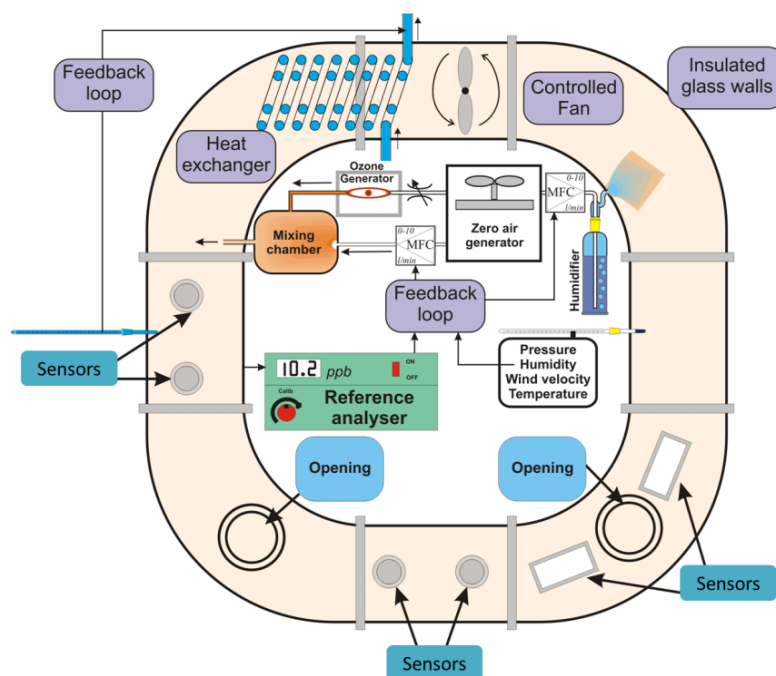 Feedback
loop
Insulated
glass walls
Controlled
Fan
Heat
exchanger
Ozone
Generator
0-10
MFC
l/min
Zero air
generator
Mixing
chamber
0-10
MFC
l/min
Humidifier
Feedback
loop
Sensors
Pressure
Humidity
Wind velocity
Temperature
10.2 ppb
ON
OFF
Calib
Reference
analyser
Opening
Opening
Sensors
Sensors